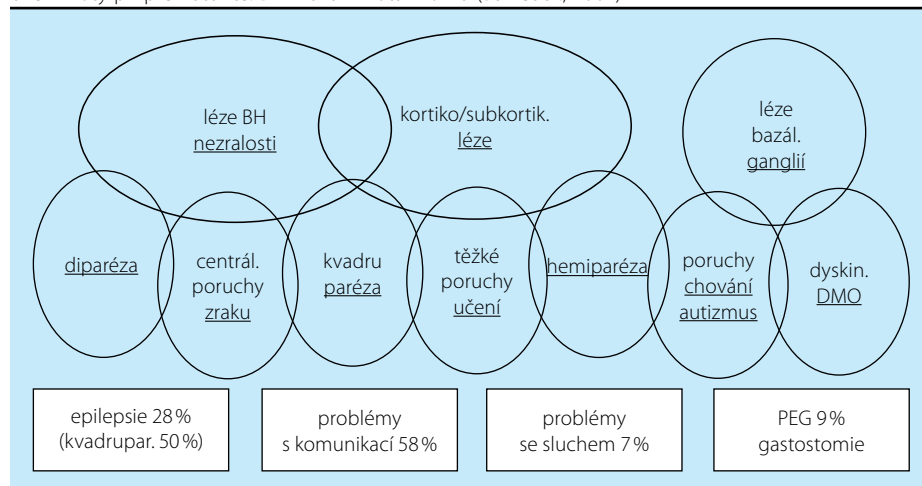 léze BH
nezralosti
kortiko/subkortik.
léze
léze
bazál.
ganglií
diparéza
centrál.
poruchy
zraku
kvadru
paréza
těžké
poruchy
učení
hemiparéza
poruchy
chování
autizmus
dyskin.
DMO
epilepsie 28 %
(kvadrupar. 50 %)
problémy
s komunikací 58 %
problémy
se sluchem 7 %
PEG 9 %
gastostomie